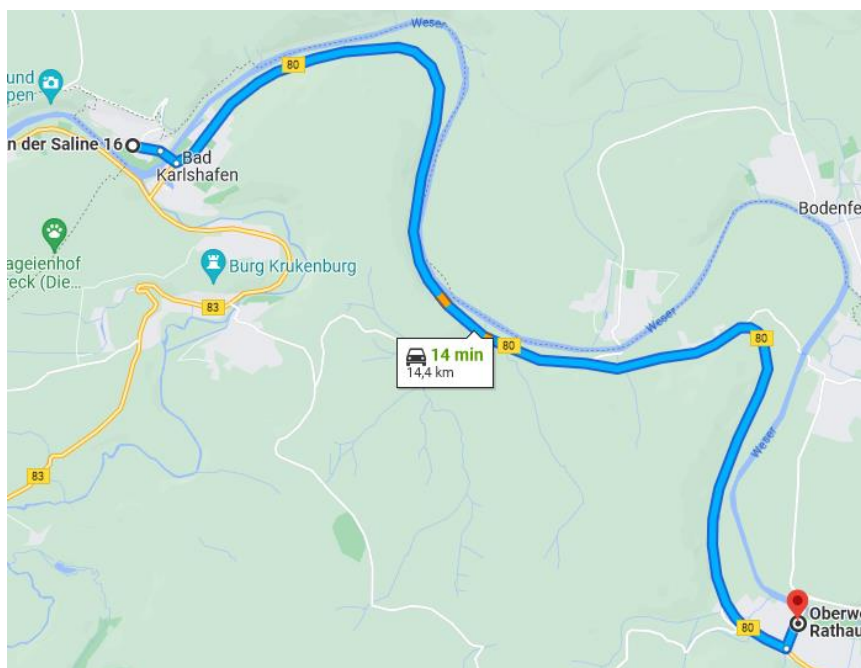 Weser
und
pen
80
n der Saline 16
Bad
Karlshafen
Bodenfe
ageienhof
reck (Die...
Burg Krukenburg
83
Weser
14 min
14,4 km
80
80
83
Weser
80
Oberwe
Rathau